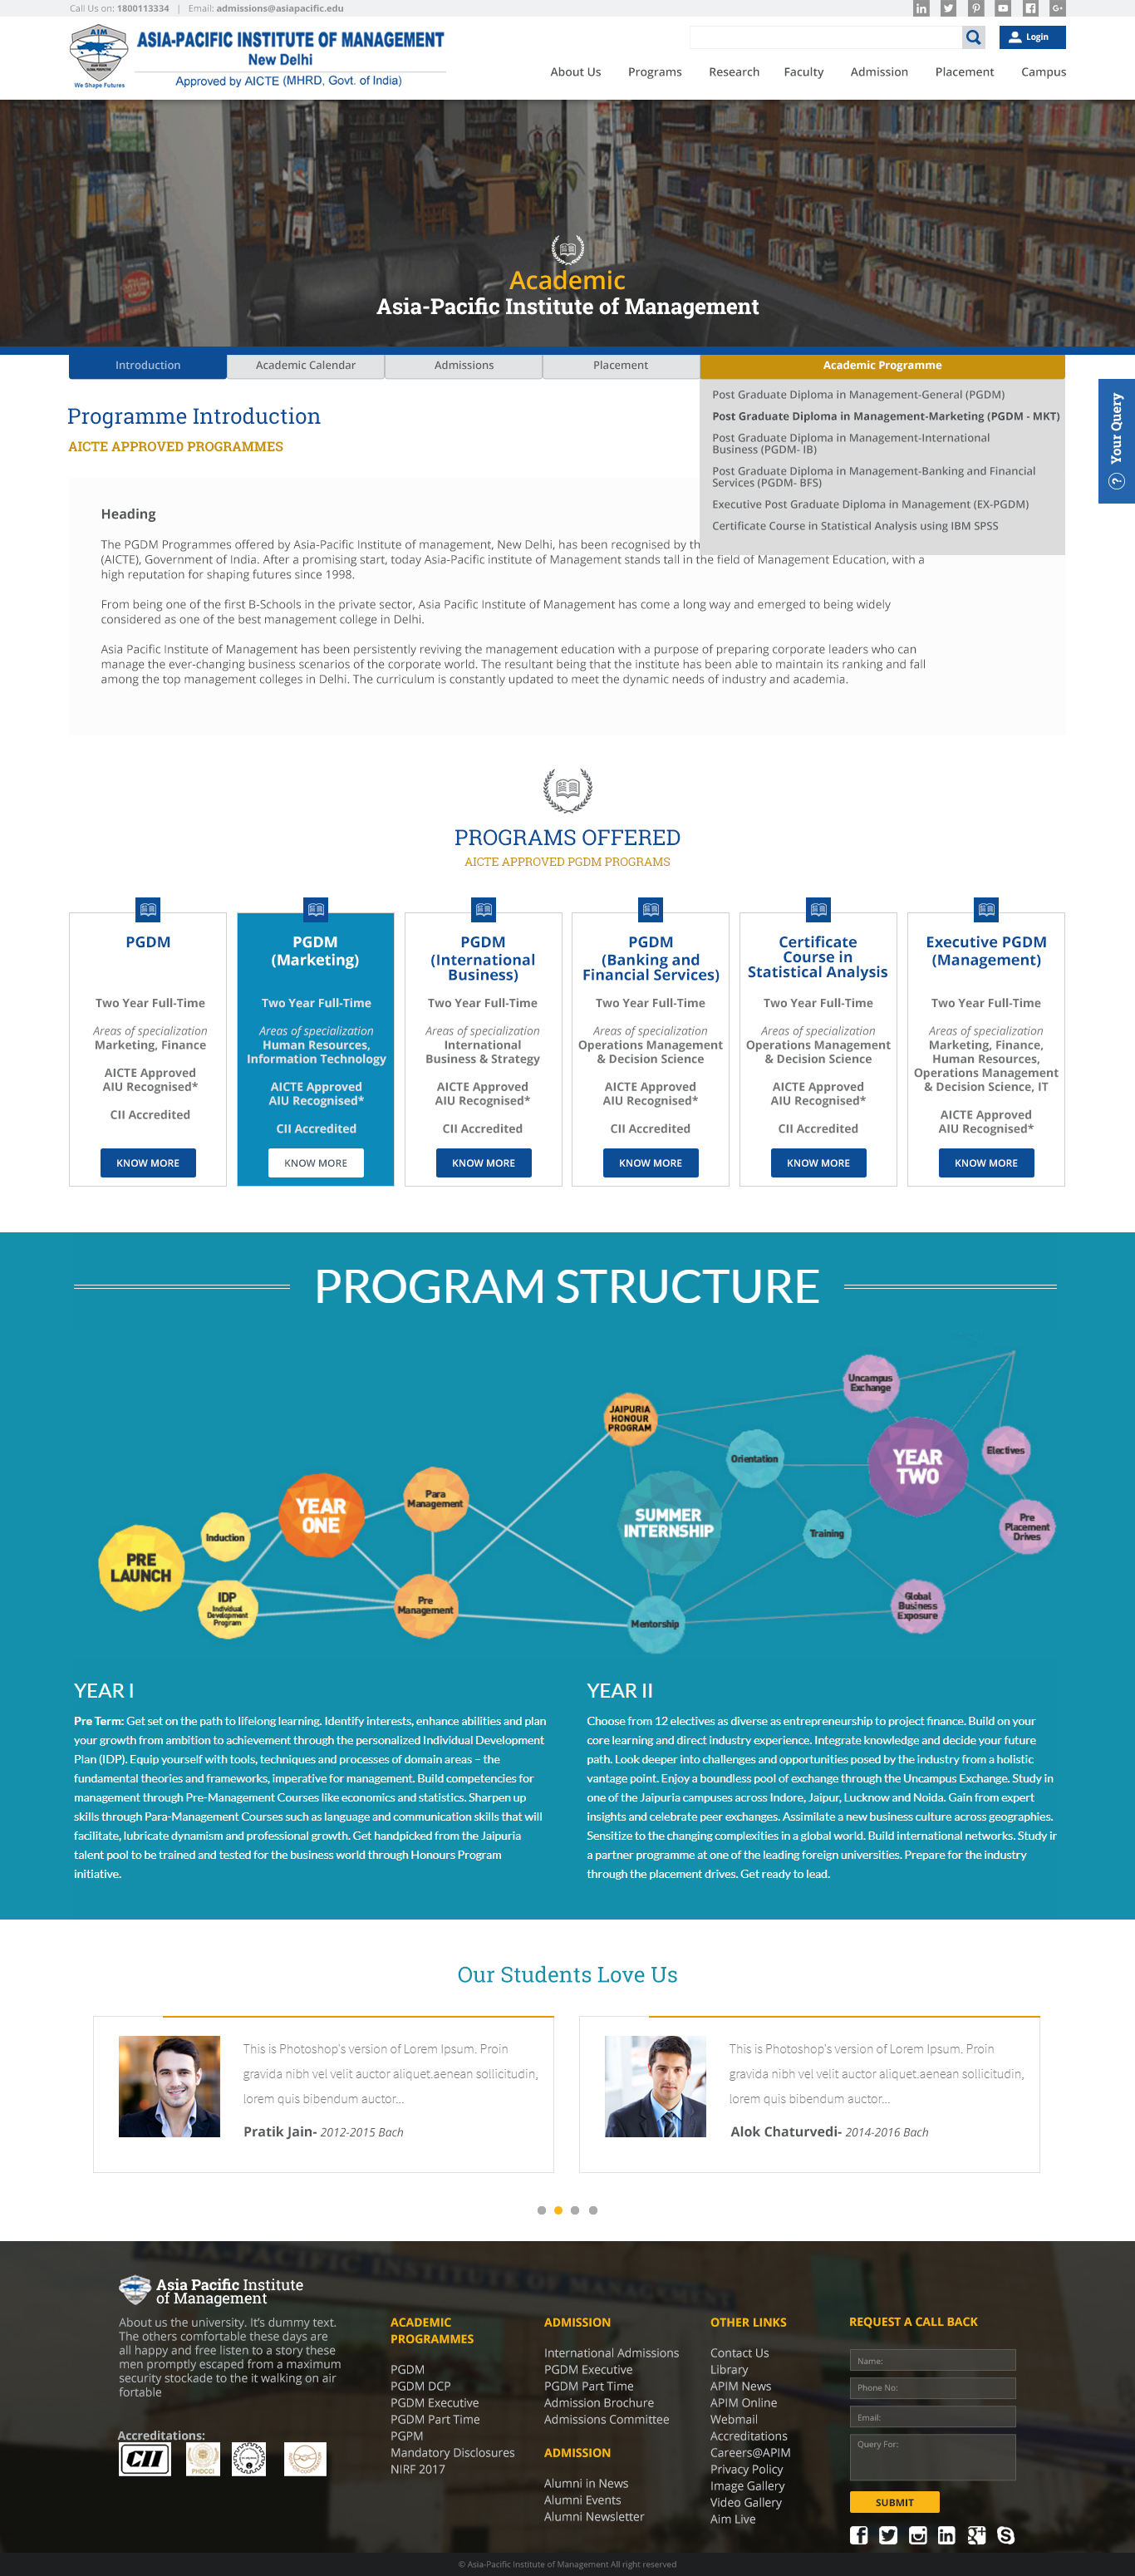 Call Us on: 1800113334 | Email: admissions@asiapacific.edu
AIM
We Shape Futures
ASIA-PACIFIC INSTITUTE OF MANAGEMENT
New Delhi
Approved by AICTE (MHRD, Govt. of India)
Login
About Us Programs Research Faculty Admission Placement Campus
Academic
Asia-Pacific Institute of Management
Introduction Academic Calendar Admissions Placement Academic Programme
Post Graduate Diploma in Management-General (PGDM)
Post Graduate Diploma in Management-Marketing (PGDM - MKT)
Post Graduate Diploma in Management-International
Business (PGDM- IB)
Post Graduate Diploma in Management-Banking and Financial
Services (PGDM- BFS)
Executive Post Graduate Diploma in Management (EX-PGDM)
Certificate Course in Statistical Analysis using IBM SPSS
Your Query
Programme Introduction
AICTE APPROVED PROGRAMMES
Heading
The PGDM Programmes offered by Asia-Pacific Institute of management, New Delhi, has been recognised by th
(AICTE), Government of India. After a promising start, today Asia-Pacific institute of Management stands tall in the field of Management Education, with a
high reputation for shaping futures since 1998.
From being one of the first B-Schools in the private sector, Asia Pacific Institute of Management has come a long way and emerged to being widely
considered as one of the best management college in Delhi.
Asia Pacific Institute of Management has been persistently reviving the management education with a purpose of preparing corporate leaders who can
manage the ever-changing business scenarios of the corporate world. The resultant being that the institute has been able to maintain its ranking and fall
among the top management colleges in Delhi. The curriculum is constantly updated to meet the dynamic needs of industry and academia.
PROGRAMS OFFERED
AICTE APPROVED PGDM PROGRAMS
PGDM
Two Year Full-Time
Areas of specialization
Marketing, Finance
AICTE Approved
AIU Recognised*
CII Accredited
KNOW MORE
PGDM
(Marketing)
Two Year Full-Time
Areas of specialization
Human Resources,
Information Technology
AICTE Approved
AIU Recognised*
CII Accredited
KNOW MORE
PGDM
(International
Business)
Two Year Full-Time
Areas of specialization
International
Business & Strategy
AICTE Approved
AIU Recognised*
CII Accredited
KNOW MORE
PGDM
(Banking and
Financial Services)
Two Year Full-Time
Areas of specialization
Operations Management
& Decision Science
AICTE Approved
AIU Recognised*
CII Accredited
KNOW MORE
Certificate
Course in
Statistical Analysis
Two Year Full-Time
Areas of specialization
Operations Management
& Decision Science
AICTE Approved
AIU Recognised*
CII Accredited
KNOW MORE
Executive PGDM
(Management)
Two Year Full-Time
Areas of specialization
Marketing, Finance,
Human Resources,
Operations Management
& Decision Science, IT
AICTE Approved
AIU Recognised*
KNOW MORE
PROGRAM STRUCTURE
PRE
LAUNCH
Induction
IDP
Individual
Development
Program
YEAR
ONE
Para
Management
Pre
Management
JAIPURIA
HONOUR
PROGRAM
SUMMER
INTERNSHIP
Mentorship
Orientation
Training
Uncampus
Exchange
YEAR
TWO
Electives
Pre
Placement
Drives
Global
Business
Exposure
YEAR I
Pre Term: Get set on the path to lifelong learning. Identify interests, enhance abilities and plan
your growth from ambition to achievement through the personalized Individual Development
Plan (IDP). Equip yourself with tools, techniques and processes of domain areas – the
fundamental theories and frameworks, imperative for management. Build competencies for
management through Pre-Management Courses like economics and statistics. Sharpen up
skills through Para-Management Courses such as language and communication skills that will
facilitate, lubricate dynamism and professional growth. Get handpicked from the Jaipuria
talent pool to be trained and tested for the business world through Honours Program
initiative.
YEAR II
Choose from 12 electives as diverse as entrepreneurship to project finance. Build on your
core learning and direct industry experience. Integrate knowledge and decide your future
path. Look deeper into challenges and opportunities posed by the industry from a holistic
vantage point. Enjoy a boundless pool of exchange through the Uncampus Exchange. Study in
one of the Jaipuria campuses across Indore, Jaipur, Lucknow and Noida. Gain from expert
insights and celebrate peer exchanges. Assimilate a new business culture across geographies.
Sensitize to the changing complexities in a global world. Build international networks. Study ir
a partner programme at one of the leading foreign universities. Prepare for the industry
through the placement drives. Get ready to lead.
Our Students Love Us
This is Photoshop's version of Lorem Ipsum. Proin
gravida nibh vel velit auctor aliquet.aenean sollicitudin,
lorem quis bibendum auctor...
Pratik Jain- 2012-2015 Bach
This is Photoshop's version of Lorem Ipsum. Proin
gravida nibh vel velit auctor aliquet.aenean sollicitudin,
lorem quis bibendum auctor...
Alok Chaturvedi- 2014-2016 Bach
Asia Pacific Institute
of Management
About us the university. It's dummy text.
The others comfortable these days are
all happy and free listen to a story these
men promptly escaped from a maximum
security stockade to the it walking on air
fortable
Accreditations:
CII
PHDCCI
ACADEMIC
PROGRAMMES
PGDM
PGDM DCP
PGDM Executive
PGDM Part Time
PGPM
Mandatory Disclosures
NIRF 2017
ADMISSION
International Admissions
PGDM Executive
PGDM Part Time
Admission Brochure
Admissions Committee
ADMISSION
Alumni in News
Alumni Events
Alumni Newsletter
OTHER LINKS
Contact Us
Library
APIM News
APIM Online
Webmail
Accreditations
Careers@APIM
Privacy Policy
Image Gallery
Video Gallery
Aim Live
REQUEST A CALL BACK
Name:
Phone No:
Email:
Query For:
SUBMIT
© Asia-Pacific Institute of Management All right reserved